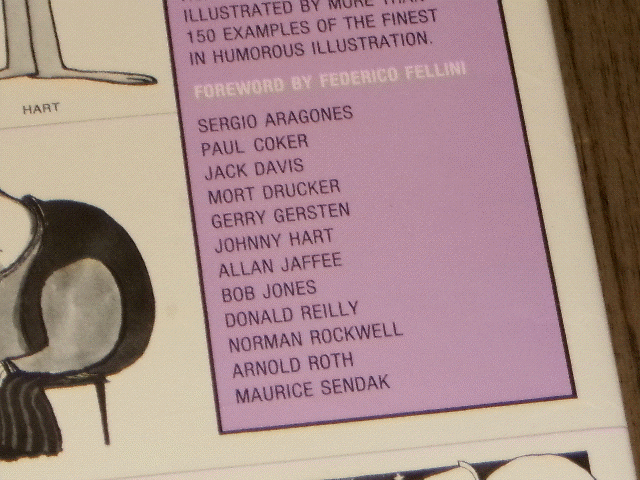 ILLUSTRATED BY MORE THAN
150 EXAMPLES OF THE FINEST
IN HUMOROUS ILLUSTRATION.
FOREWORD BY FEDERICO FELLINI
SERGIO ARAGONES
PAUL COKER
JACK DAVIS
MORT DRUCKER
GERRY GERSTEN
JOHNNY HART
ALLAN JAFFEE
BOB JONES
DONALD REILLY
NORMAN ROCKWELL
ARNOLD ROTH
MAURICE SENDAK
HART